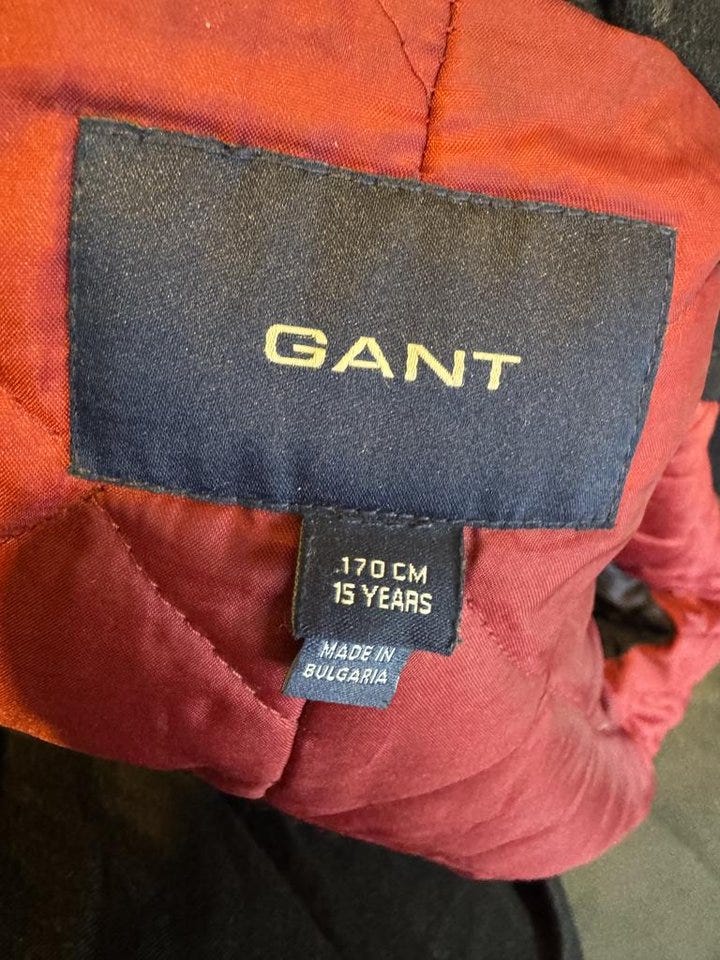 GANT
170 CM
15 YEARS
MADE IN
BULGARIA